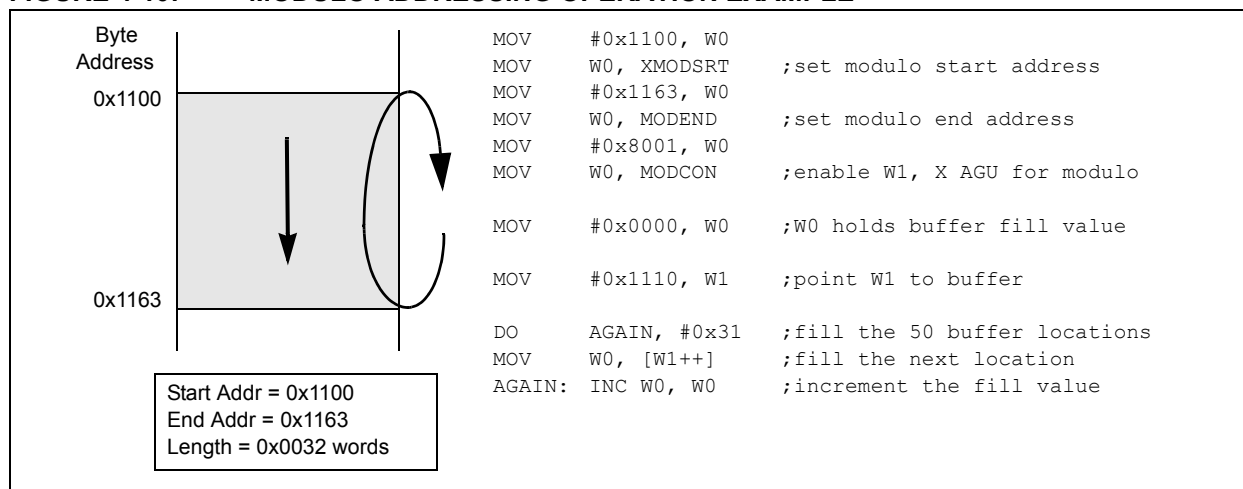 Byte
Address
0x1100
0x1163
Start Addr = 0x1100
End Addr = 0x1163
Length = 0x0032 words
MOV #0x1100, W0
MOV W0, XMODSRT ;set modulo start address
MOV #0x1163, W0
MOV W0, MODEND ;set modulo end address
MOV #0x8001, W0
MOV W0, MODCON ;enable W1, X AGU for modulo
MOV #0x0000, W0 ;W0 holds buffer fill value
MOV #0x1110, W1 ;point W1 to buffer
DO AGAIN, #0x31 ;fill the 50 buffer locations
MOV W0, [W1++] ;fill the next location
AGAIN: INC W0, W0 ;increment the fill value